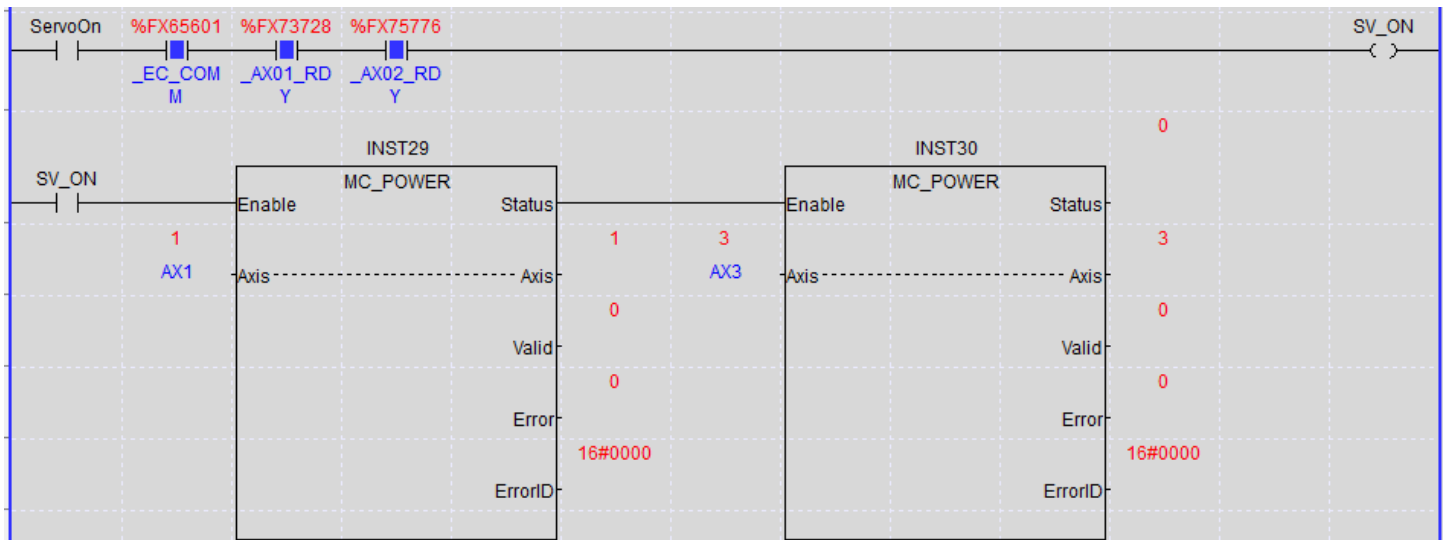 ServoOn %FX65601 %FX73728 %FX75776 SV_ON
_EC_COM _AX01_RD _AX02_RD
M Y Y
0
INST29 INST30
SV_ON MC_POWER MC_POWER
Enable Status Enable Status
1 1 3 3
AX1 Axis Axis AX3 Axis Axis
0 0
Valid Valid
0 0
Error Error
16#0000 16#0000
ErrorID ErrorID